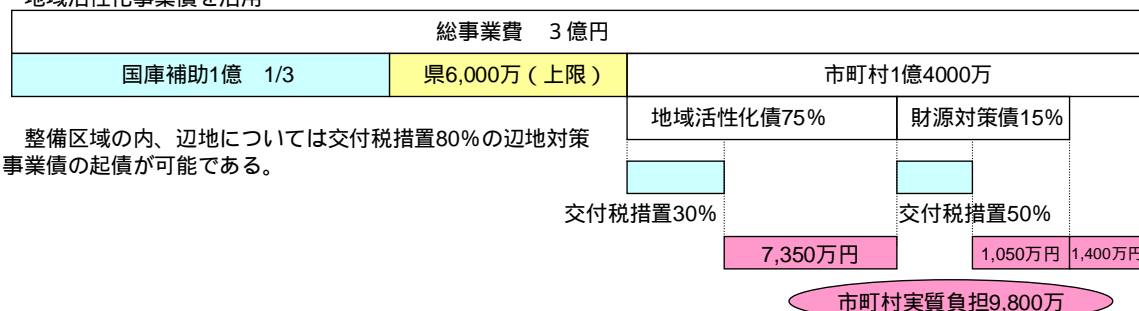 地域活性化事業債を活用
総事業費　３億円
国庫補助1億　1/3
県6,000万（上限）
市町村1億4000万
地域活性化債75%
財源対策債15%
整備区域の内、辺地については交付税措置80%の辺地対策
事業債の起債が可能である。
交付税措置30%
交付税措置50%
7,350万円
1,050万円
1,400万円
市町村実質負担9,800万